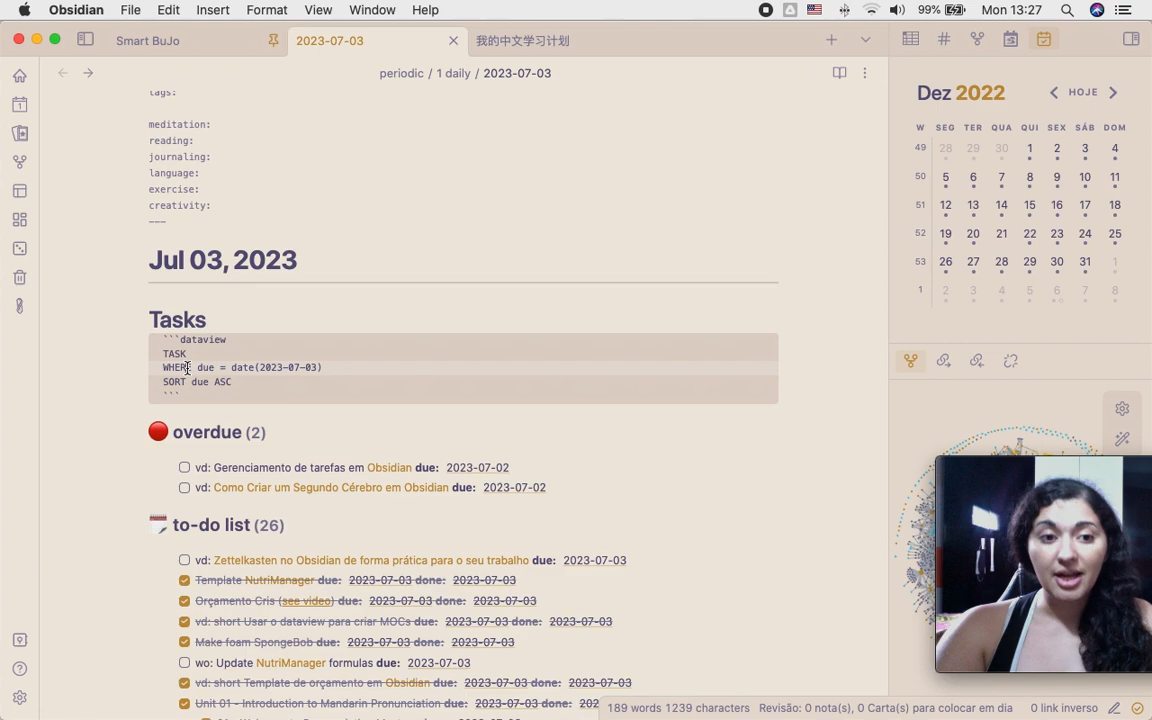 Obsidian File Edit Insert Format View Window Help 99% Mon 13:27
Smart BuJo 2023-07-03 我的中文学习计划
periodic / 1 daily / 2023-07-03
tags:
meditation:
reading:
journaling:
language:
exercise:
creativity:
---
Jul 03, 2023
Tasks
```dataview
TASK
WHERE due = date(2023-07-03)
SORT due ASC
```
overdue (2)
vd: Gerenciamento de tarefas em Obsidian due: 2023-07-02
vd: Como Criar um Segundo Cérebro em Obsidian due: 2023-07-02
to-do list (26)
vd: Zettelkasten no Obsidian de forma prática para o seu trabalho due: 2023-07-03
Template NutriManager due: 2023-07-03 done: 2023-07-03
Orçamento Cris (see video) due: 2023-07-03 done: 2023-07-03
vd: short Usar o dataview para criar MOCs due: 2023-07-03 done: 2023-07-03
Make foam SpongeBob due: 2023-07-03 done: 2023-07-03
wo: Update NutriManager formulas due: 2023-07-03
vd: short Template de orçamento em Obsidian due: 2023-07-03 done: 2023-07-03
Unit 01 - Introduction to Mandarin Pronunciation due: 2023-07-03 done: 202
189 words 1239 characters Revisão: 0 nota(s), 0 Carta(s) para colocar em dia 0 link inverso
Dez 2022 HOJE
W SEG TER QUA QUI SEX SÁB DOM
49 28 29 30 1 2 3 4
50 5 6 7 8 9 10 11
51 12 13 14 15 16 17 18
52 19 20 21 22 23 24 25
53 26 27 28 29 30 31 1
1 2 3 4 5 6 7 8